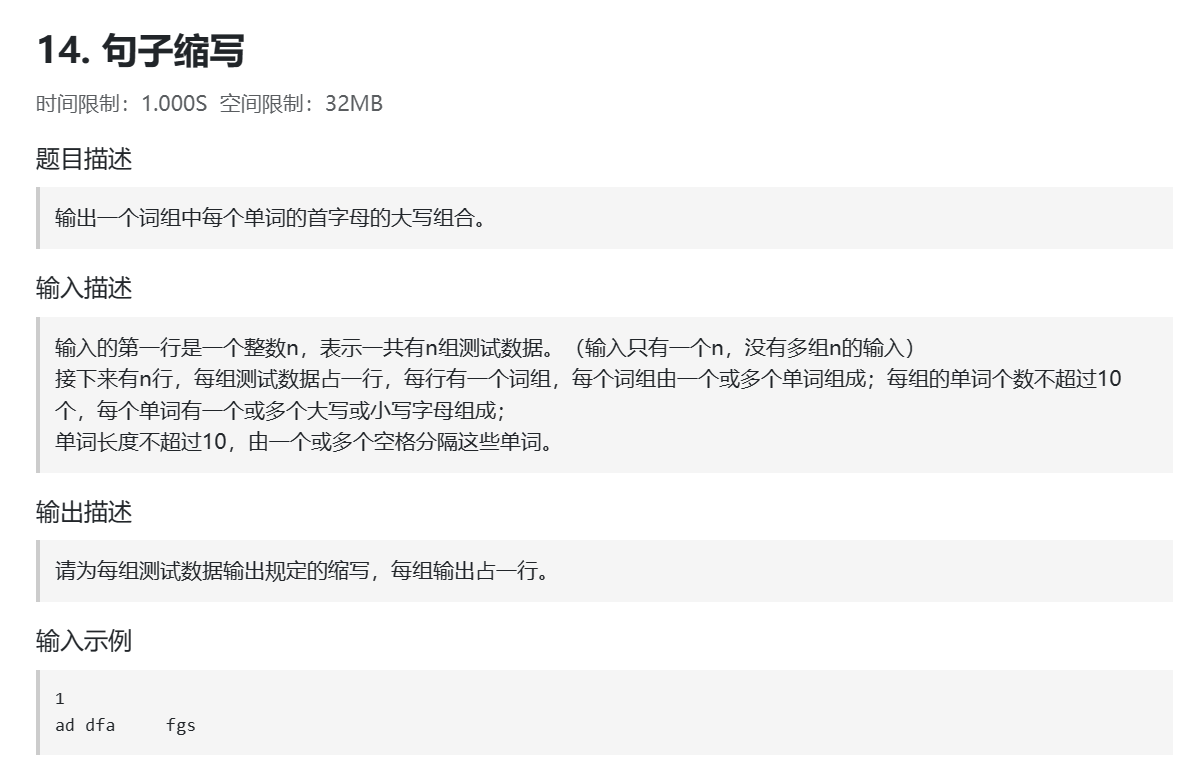 14. 句子缩写
时间限制：1.000S 空间限制：32MB
题目描述
输出一个词组中每个单词的首字母的大写组合。
输入描述
输入的第一行是一个整数n，表示一共有n组测试数据。（输入只有一个n，没有多组n的输入）
接下来有n行，每组测试数据占一行，每行有一个词组，每个词组由一个或多个单词组成；每组的单词个数不超过10
个，每个单词有一个或多个大写或小写字母组成；
单词长度不超过10，由一个或多个空格分隔这些单词。
输出描述
请为每组测试数据输出规定的缩写，每组输出占一行。
输入示例
1
ad dfa     fgs